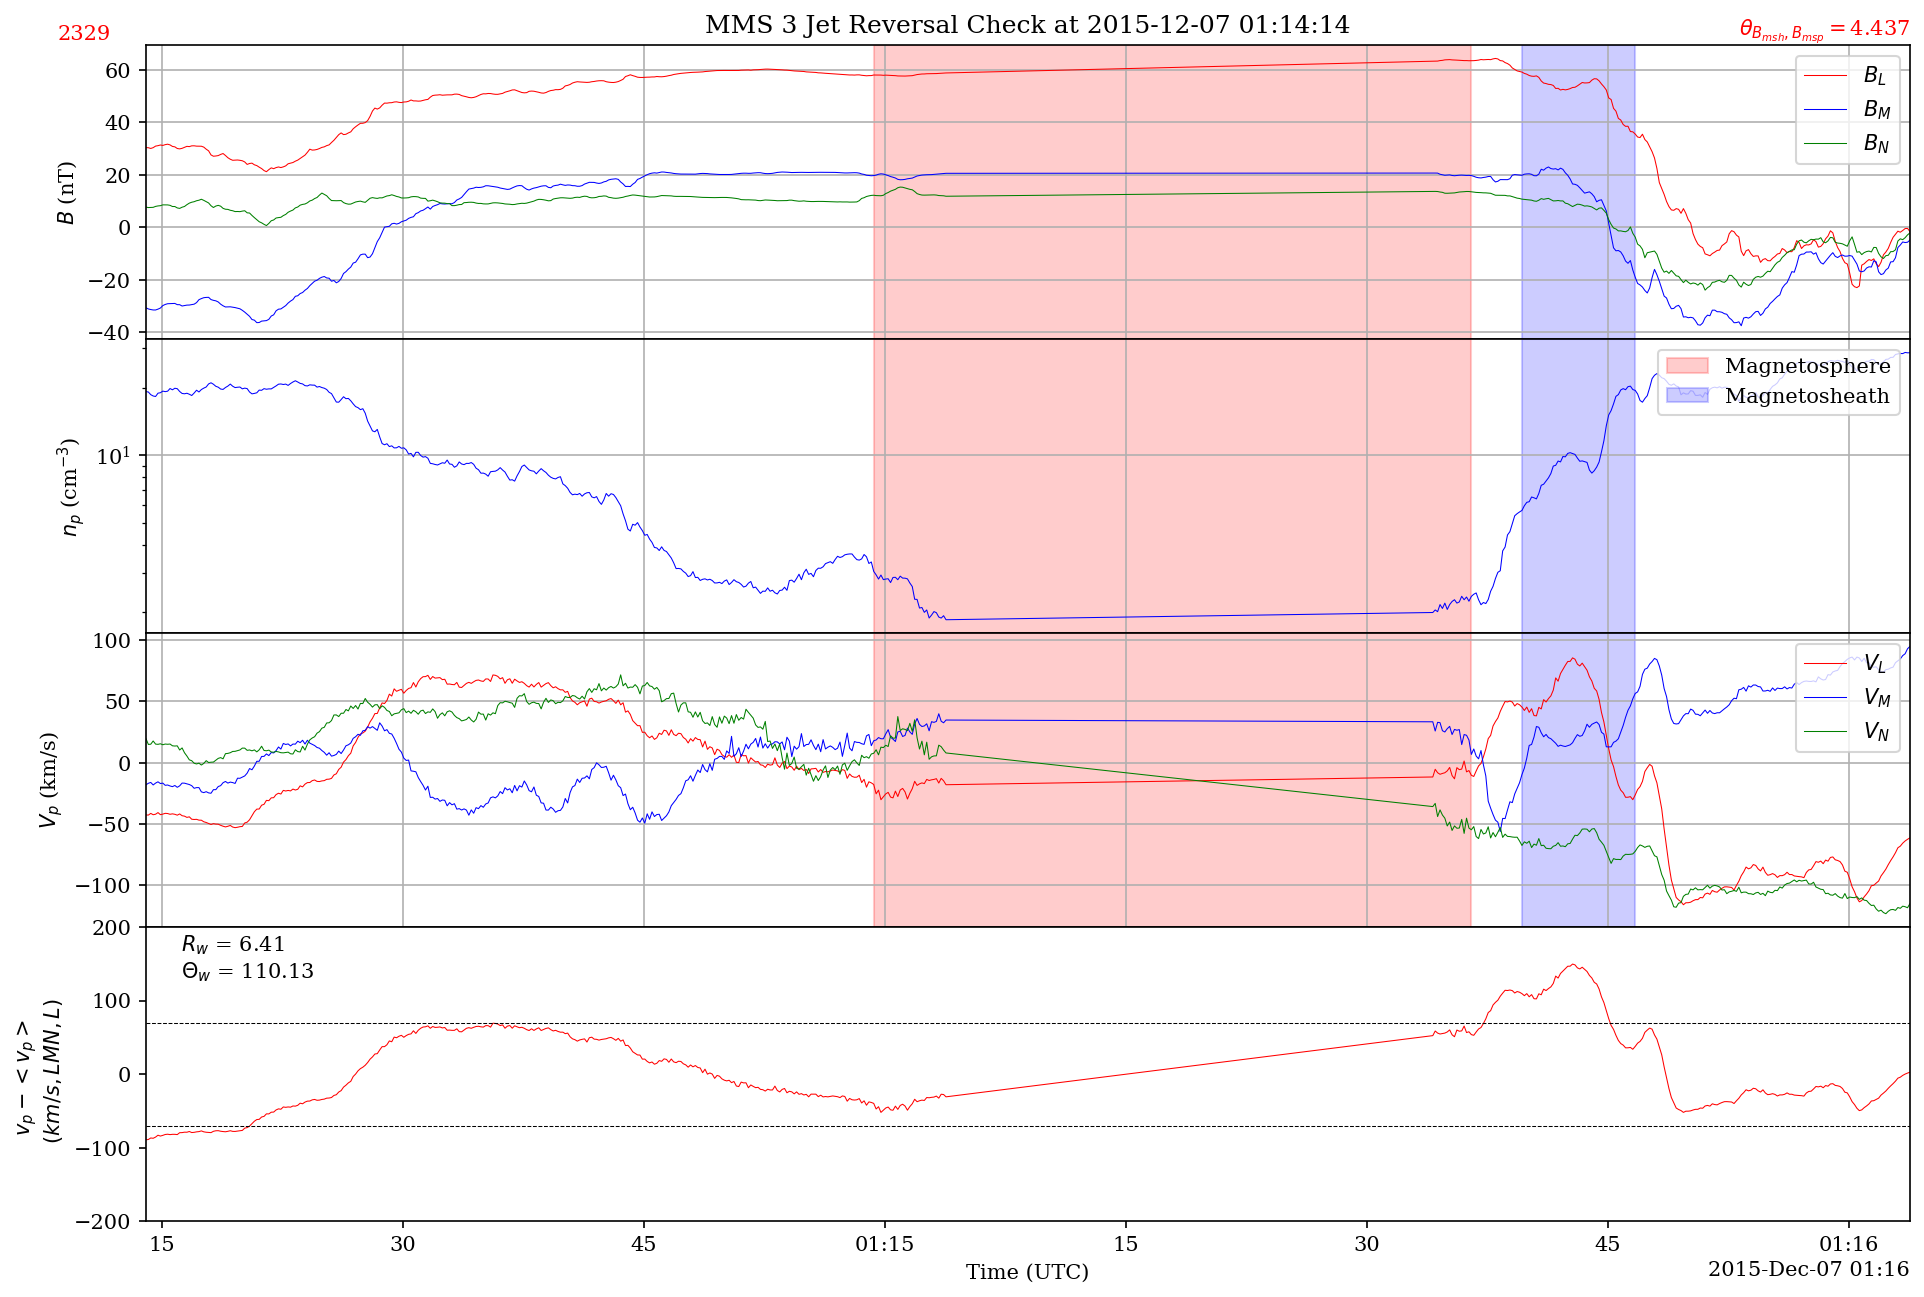 MMS 3 Jet Reversal Check at 2015-12-07 01:14:14
2329
θ_{B_{msh}, B_{msp}} = 4.437
60
40
20
0
−20
−40
B (nT)
B_L
B_M
B_N
10^1
n_p (cm^{−3})
Magnetosphere
Magnetosheath
100
50
0
−50
−100
V_p (km/s)
V_L
V_M
V_N
200
100
0
−100
−200
v_p − < v_p >
(km/s, LMN, L)
R_w = 6.41
Θ_w = 110.13
15
30
45
01:15
15
30
45
01:16
Time (UTC)
2015-Dec-07 01:16